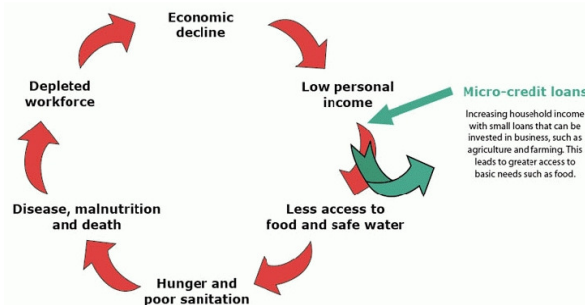 Economic
decline
Low personal
income
Micro-credit loans
Increasing household income
with small loans that can be
invested in business, such as
agriculture and farming. This
leads to greater access to
basic needs such as food.
Less access to
food and safe water
Hunger and
poor sanitation
Disease, malnutrition
and death
Depleted
workforce